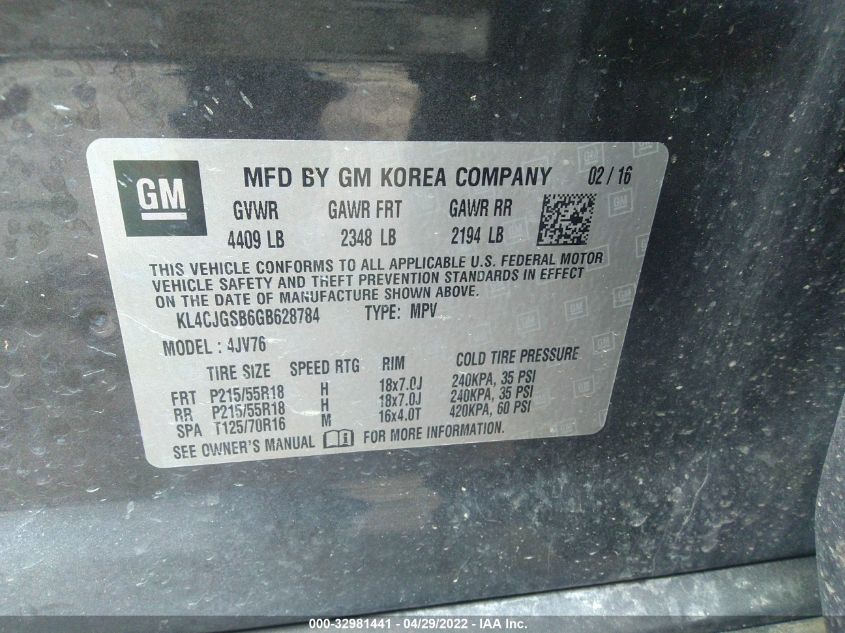 GM
MFD BY GM KOREA COMPANY 02 / 16
GVWR GAWR FRT GAWR RR
4409 LB 2348 LB 2194 LB
THIS VEHICLE CONFORMS TO ALL APPLICABLE U.S. FEDERAL MOTOR
VEHICLE SAFETY AND THEFT PREVENTION STANDARDS IN EFFECT
ON THE DATE OF MANUFACTURE SHOWN ABOVE.
KL4CJGSB6GB628784 TYPE: MPV
MODEL : 4JV76
TIRE SIZE SPEED RTG RIM COLD TIRE PRESSURE
FRT P215/55R18 H 18x7.0J 240KPA, 35 PSI
RR P215/55R18 H 18x7.0J 240KPA, 35 PSI
SPA T125/70R16 M 16x4.0T 420KPA, 60 PSI
SEE OWNER'S MANUAL FOR MORE INFORMATION.
000-32981441 - 04/29/2022 - IAA Inc.